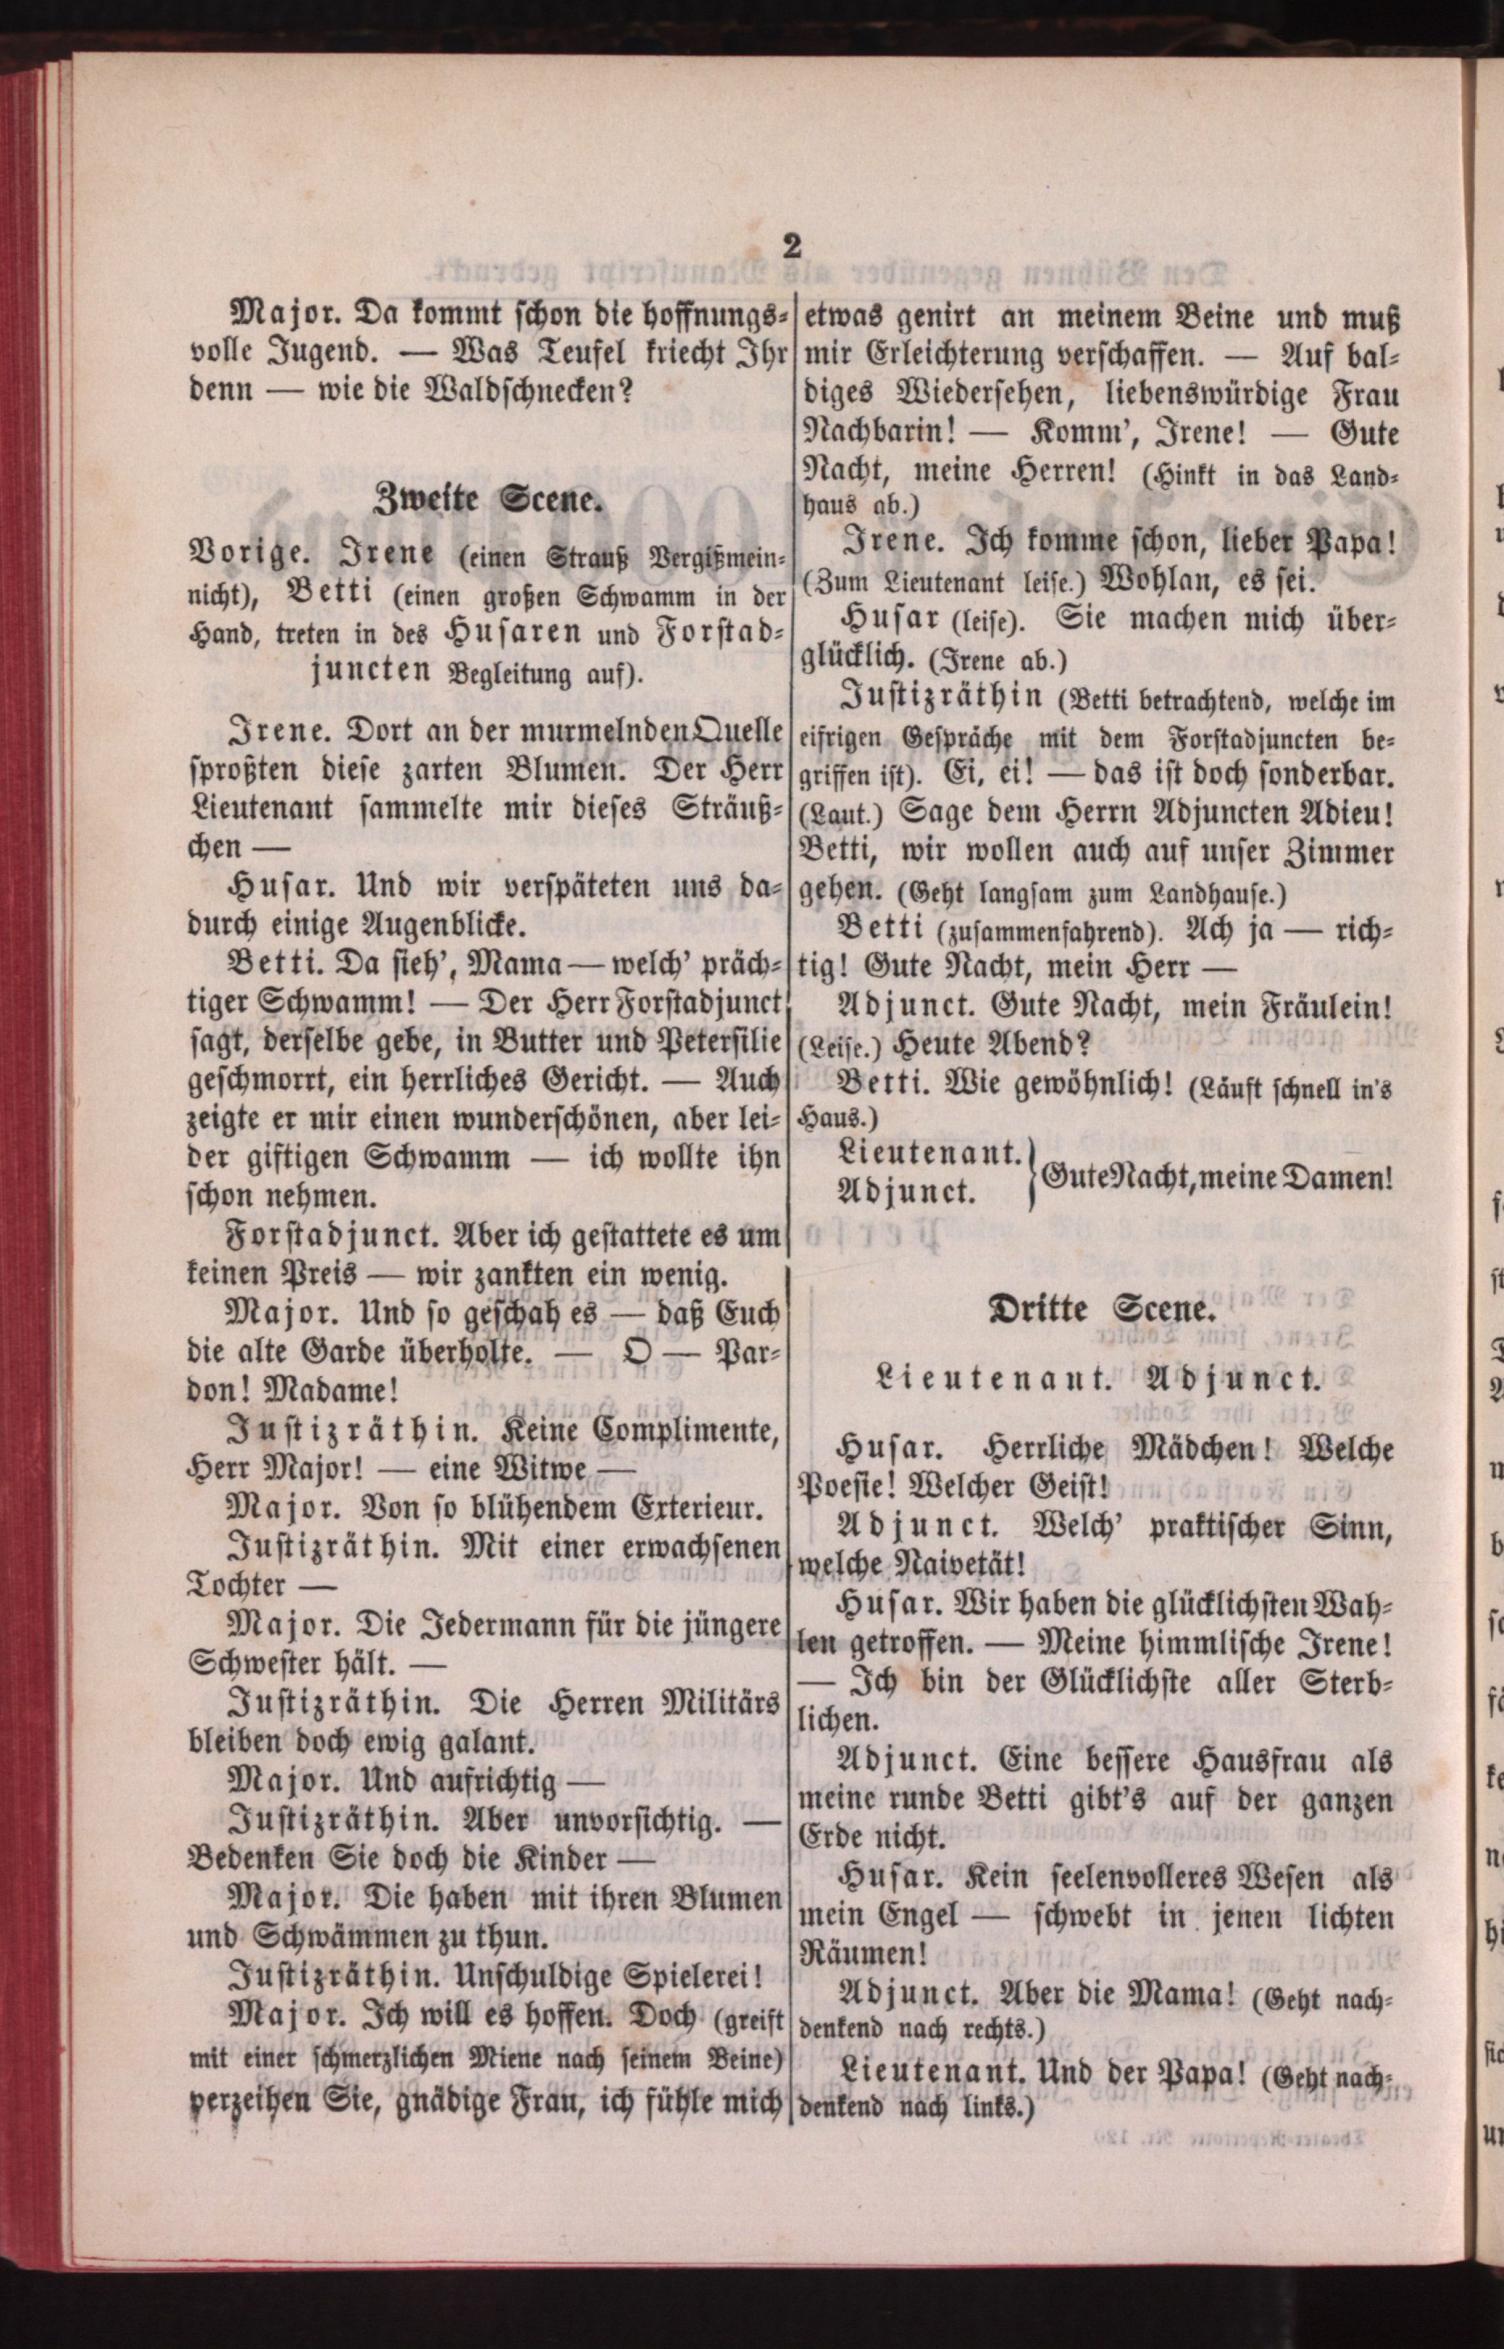 2
Major. Da kommt schon die hoffnungs-
volle Jugend. — Was Teufel kriecht Ihr
denn — wie die Waldschnecken?
Zweite Scene.
Vorige. Irene (einen Strauß Vergißmein-
nicht), Betti (einen großen Schwamm in der
Hand, treten in des Husaren und Forstad-
juncten Begleitung auf).
Irene. Dort an der murmelnden Quelle
sproßten diese zarten Blumen. Der Herr
Lieutenant sammelte mir dieses Sträuß-
chen —
Husar. Und wir verspäteten uns da-
durch einige Augenblicke.
Betti. Da sieh', Mama — welch' präch-
tiger Schwamm! — Der Herr Forstadjunct
sagt, derselbe gebe, in Butter und Petersilie
geschmorrt, ein herrliches Gericht. — Auch
zeigte er mir einen wunderschönen, aber lei-
der giftigen Schwamm — ich wollte ihn
schon nehmen.
Forstadjunct. Aber ich gestattete es um
keinen Preis — wir zankten ein wenig.
Major. Und so geschah es — daß Euch
die alte Garde überholte. — O — Par-
don! Madame!
Justizräthin. Keine Complimente,
Herr Major! — eine Witwe —
Major. Von so blühendem Exterieur.
Justizräthin. Mit einer erwachsenen
Tochter —
Major. Die Jedermann für die jüngere
Schwester hält. —
Justizräthin. Die Herren Militärs
bleiben doch ewig galant.
Major. Und aufrichtig —
Justizräthin. Aber unvorsichtig. —
Bedenken Sie doch die Kinder —
Major. Die haben mit ihren Blumen
und Schwämmen zu thun.
Justizräthin. Unschuldige Spielerei!
Major. Ich will es hoffen. Doch (greift
mit einer schmerzlichen Miene nach seinem Beine)
verzeihen Sie, gnädige Frau, ich fühle mich
etwas genirt an meinem Beine und muß
mir Erleichterung verschaffen. — Auf bal-
diges Wiedersehen, liebenswürdige Frau
Nachbarin! — Komm', Irene! — Gute
Nacht, meine Herren! (Hinkt in das Land-
haus ab.)
Irene. Ich komme schon, lieber Papa!
(Zum Lieutenant leise.) Wohlan, es sei.
Husar (leise). Sie machen mich über-
glücklich. (Irene ab.)
Justizräthin (Betti betrachtend, welche im
eifrigen Gespräche mit dem Forstadjuncten be-
griffen ist). Ei, ei! — das ist doch sonderbar.
(Laut.) Sage dem Herrn Adjuncten Adieu!
Betti, wir wollen auch auf unser Zimmer
gehen. (Geht langsam zum Landhause.)
Betti (zusammenfahrend). Ach ja — rich-
tig! Gute Nacht, mein Herr —
Adjunct. Gute Nacht, mein Fräulein!
(Leise.) Heute Abend?
Betti. Wie gewöhnlich! (Läuft schnell in's
Haus.)
Lieutenant.
Adjunct. } Gute Nacht, meine Damen!
Dritte Scene.
Lieutenant. Adjunct.
Husar. Herrliche Mädchen! Welche
Poesie! Welcher Geist!
Adjunct. Welch' praktischer Sinn,
welche Naivetät!
Husar. Wir haben die glücklichsten Wah-
len getroffen. — Meine himmlische Irene!
— Ich bin der Glücklichste aller Sterb-
lichen.
Adjunct. Eine bessere Hausfrau als
meine runde Betti gibt's auf der ganzen
Erde nicht.
Husar. Kein seelenvolleres Wesen als
mein Engel — schwebt in jenen lichten
Räumen!
Adjunct. Aber die Mama! (Geht nach-
denkend nach rechts.)
Lieutenant. Und der Papa! (Geht nach-
denkend nach links.)